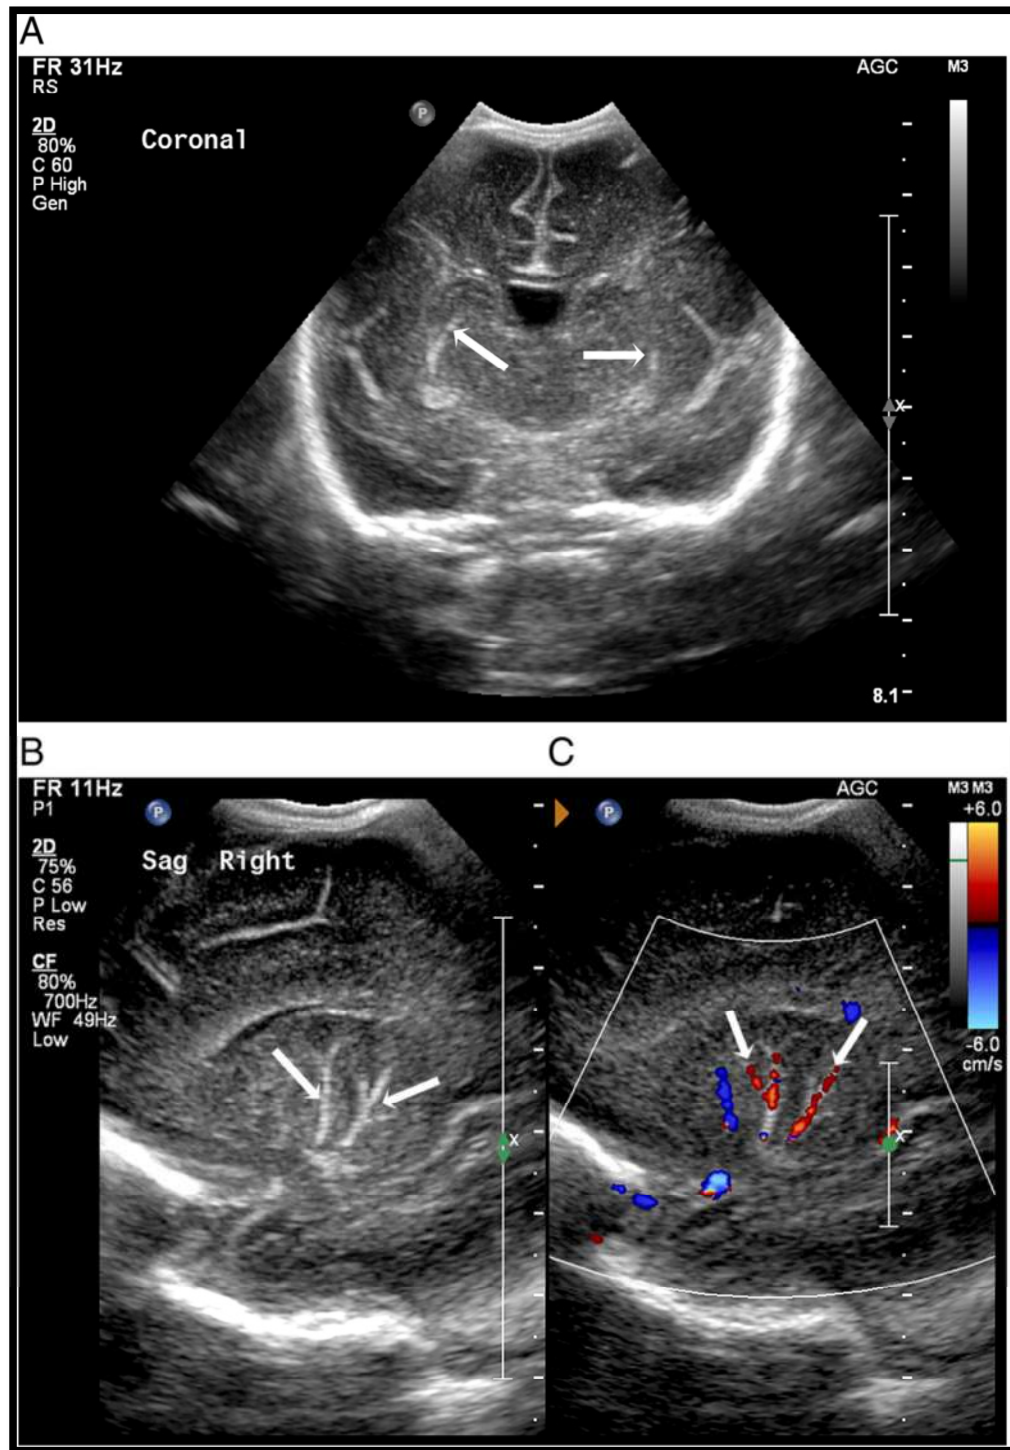 A
FR 31Hz
RS
2D
80%
C 60
P High
Gen
Coronal
P
AGC
M3
x
8.1
B
FR 11Hz
P1
2D
75%
C 56
P Low
Res
CF
80%
700Hz
WF 49Hz
Low
P
Sag Right
x
C
P
AGC
M3 M3
+6.0
-6.0
cm/s
x